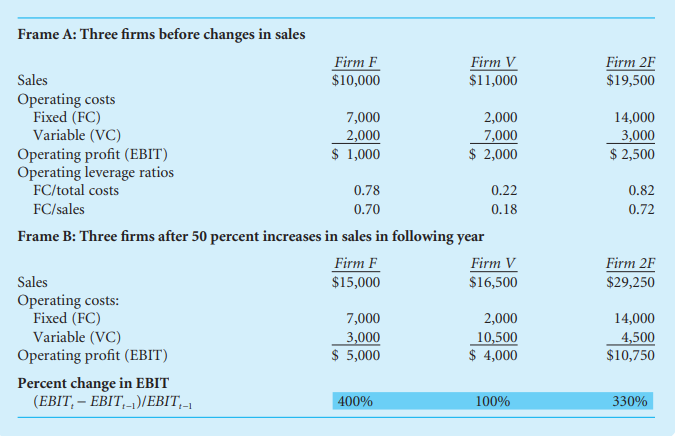 Frame A: Three firms before changes in sales
Firm F Firm V Firm 2F
Sales $10,000 $11,000 $19,500
Operating costs
Fixed (FC) 7,000 2,000 14,000
Variable (VC) 2,000 7,000 3,000
Operating profit (EBIT) $ 1,000 $ 2,000 $ 2,500
Operating leverage ratios
FC/total costs 0.78 0.22 0.82
FC/sales 0.70 0.18 0.72
Frame B: Three firms after 50 percent increases in sales in following year
Firm F Firm V Firm 2F
Sales $15,000 $16,500 $29,250
Operating costs:
Fixed (FC) 7,000 2,000 14,000
Variable (VC) 3,000 10,500 4,500
Operating profit (EBIT) $ 5,000 $ 4,000 $10,750
Percent change in EBIT
(EBITₜ – EBITₜ₋₁)/EBITₜ₋₁ 400% 100% 330%